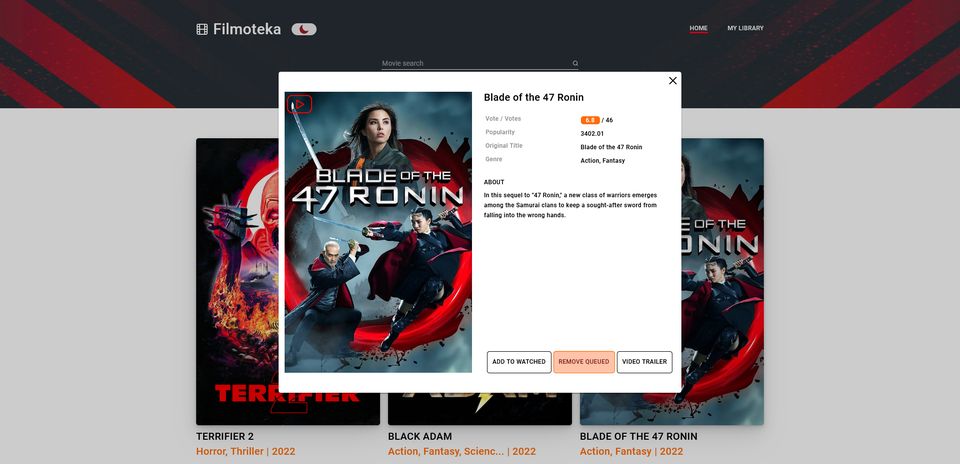 Filmoteka
HOME
MY LIBRARY
Movie search
BLADE OF THE
47 RONIN
Blade of the 47 Ronin
Vote / Votes
6.8 / 46
Popularity
3402.01
Original Title
Blade of the 47 Ronin
Genre
Action, Fantasy
ABOUT
In this sequel to "47 Ronin," a new class of warriors emerges
among the Samurai clans to keep a sought-after sword from
falling into the wrong hands.
ADD TO WATCHED
REMOVE QUEUED
VIDEO TRAILER
TERRIFIER
OF THE
ONIN
TERRIFIER 2
Horror, Thriller | 2022
BLACK ADAM
Action, Fantasy, Scienc... | 2022
BLADE OF THE 47 RONIN
Action, Fantasy | 2022